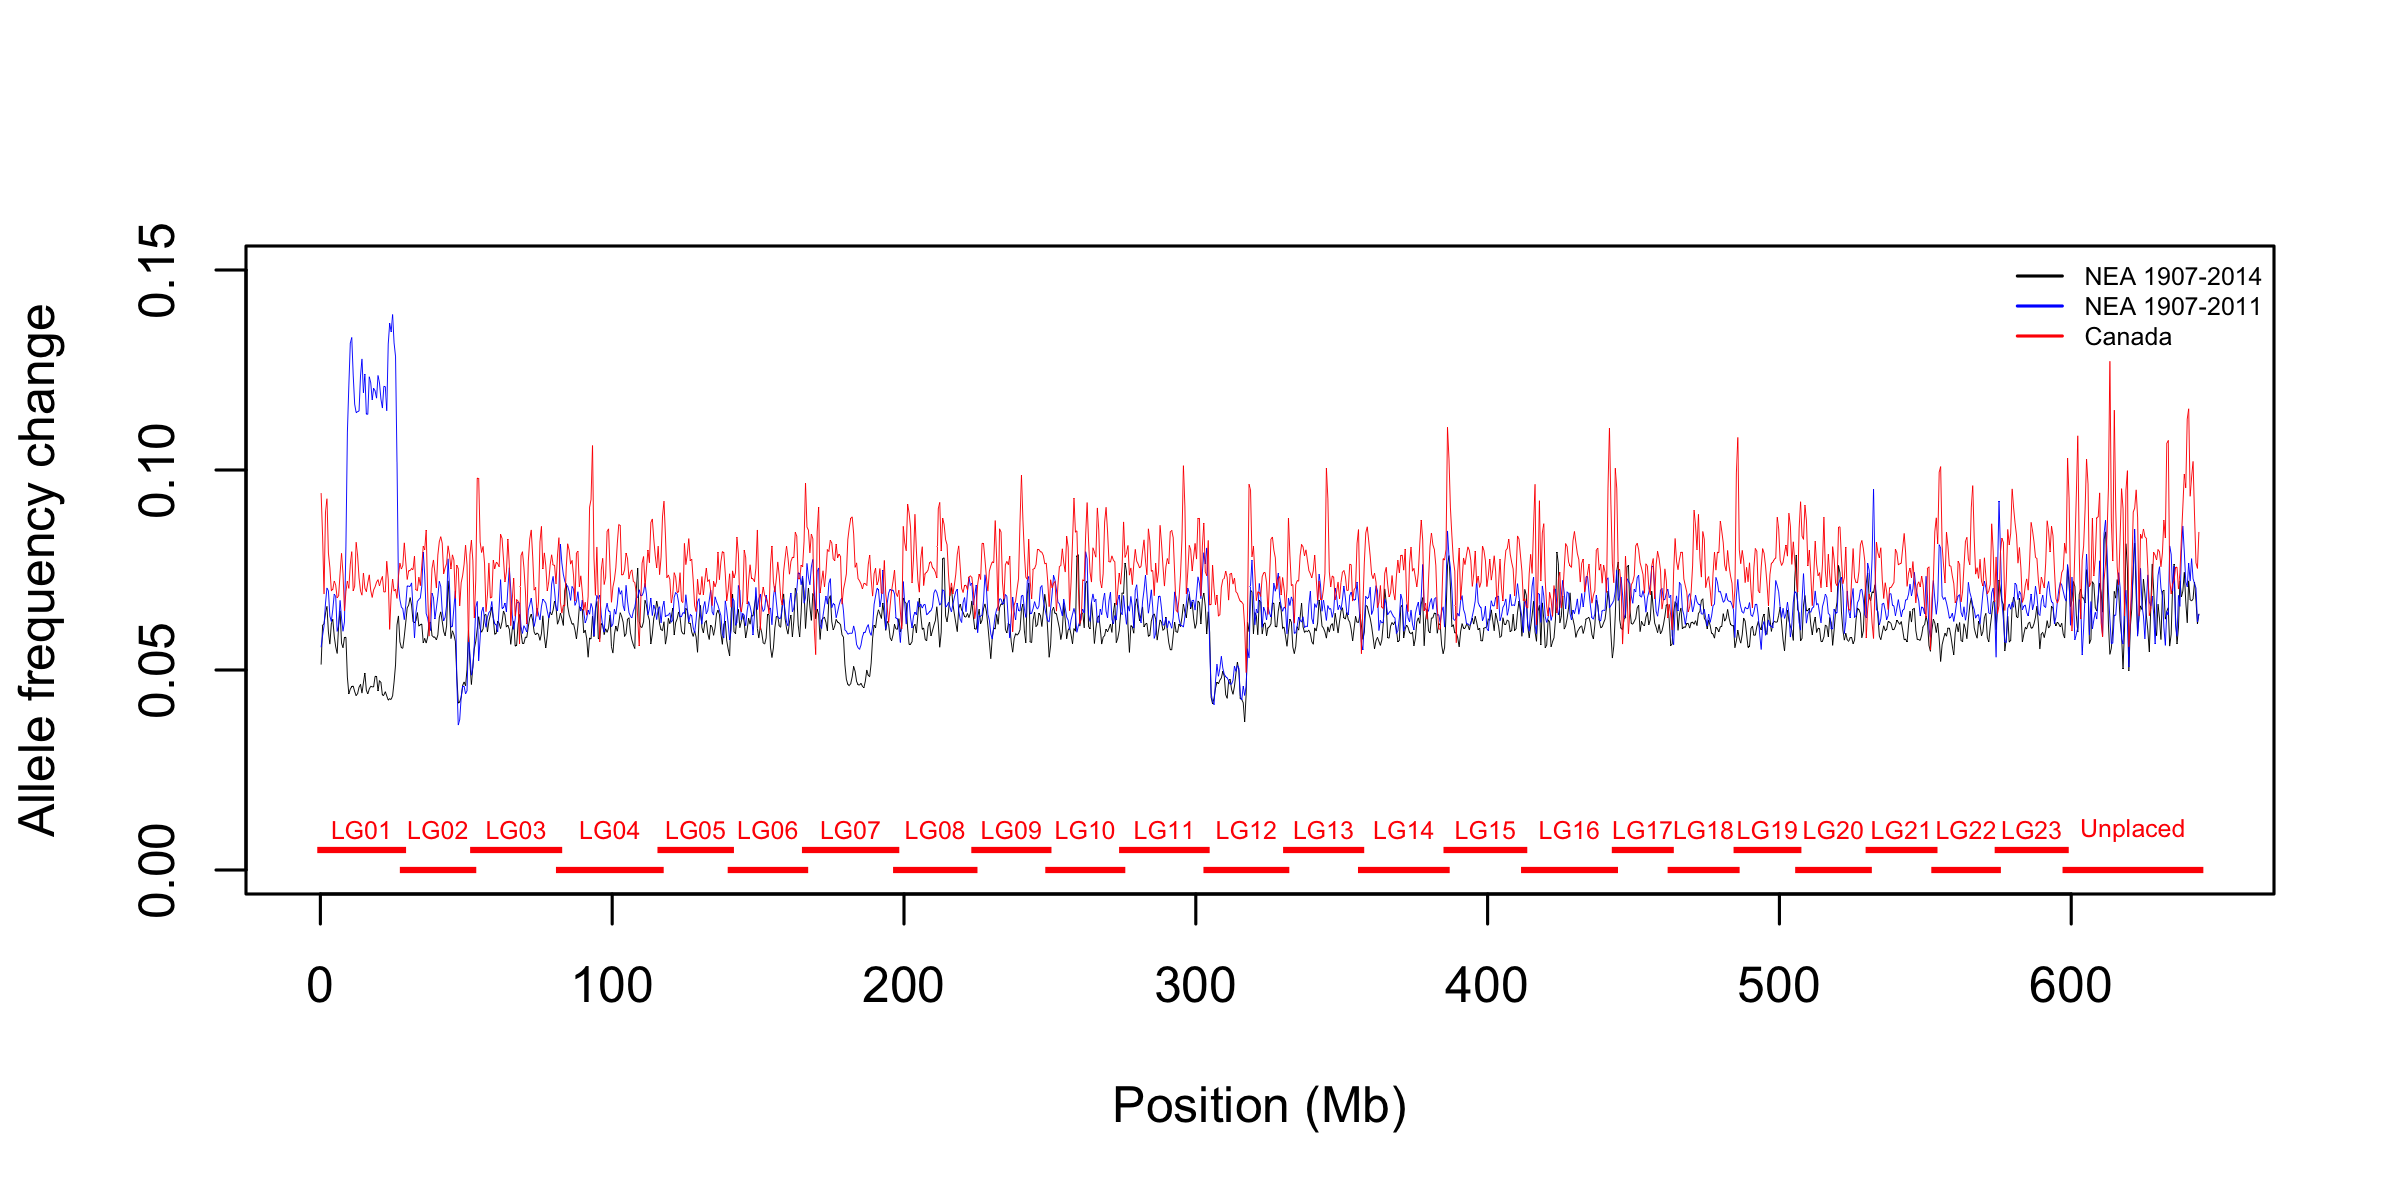 Allele frequency change
0.15
0.10
0.05
0.00
NEA 1907-2014
NEA 1907-2011
Canada
LG01 LG02 LG03 LG04 LG05 LG06 LG07 LG08 LG09 LG10 LG11 LG12 LG13 LG14 LG15 LG16 LG17 LG18 LG19 LG20 LG21 LG22 LG23 Unplaced
0 100 200 300 400 500 600
Position (Mb)